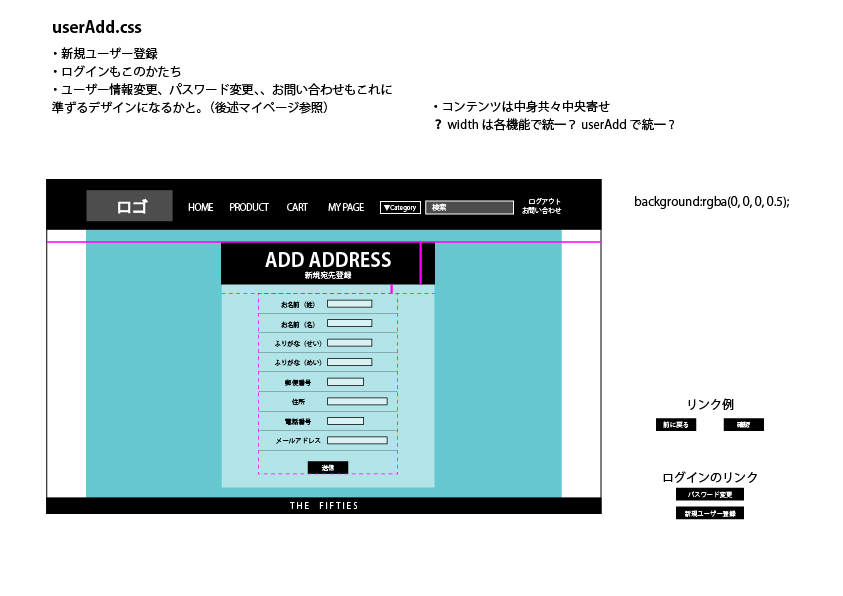 userAdd.css
・新規ユーザー登録
・ログインもこのかたち
・ユーザー情報変更、パスワード変更、、お問い合わせもこれに
準ずるデザインになるかと。（後述マイページ参照）
・コンテンツは中身共々中央寄せ
? width は各機能で統一？ userAdd で統一？
ロゴ
HOME
PRODUCT
CART
MY PAGE
▼Category
検索
ログアウト
お問い合わせ
background:rgba(0, 0, 0, 0.5);
ADD ADDRESS
新規宛先登録
お名前（姓）
お名前（名）
ふりがな（せい）
ふりがな（めい）
郵便番号
住所
電話番号
メールアドレス
送信
THE FIFTIES
リンク例
前に戻る
確認
ログインのリンク
パスワード変更
新規ユーザー登録